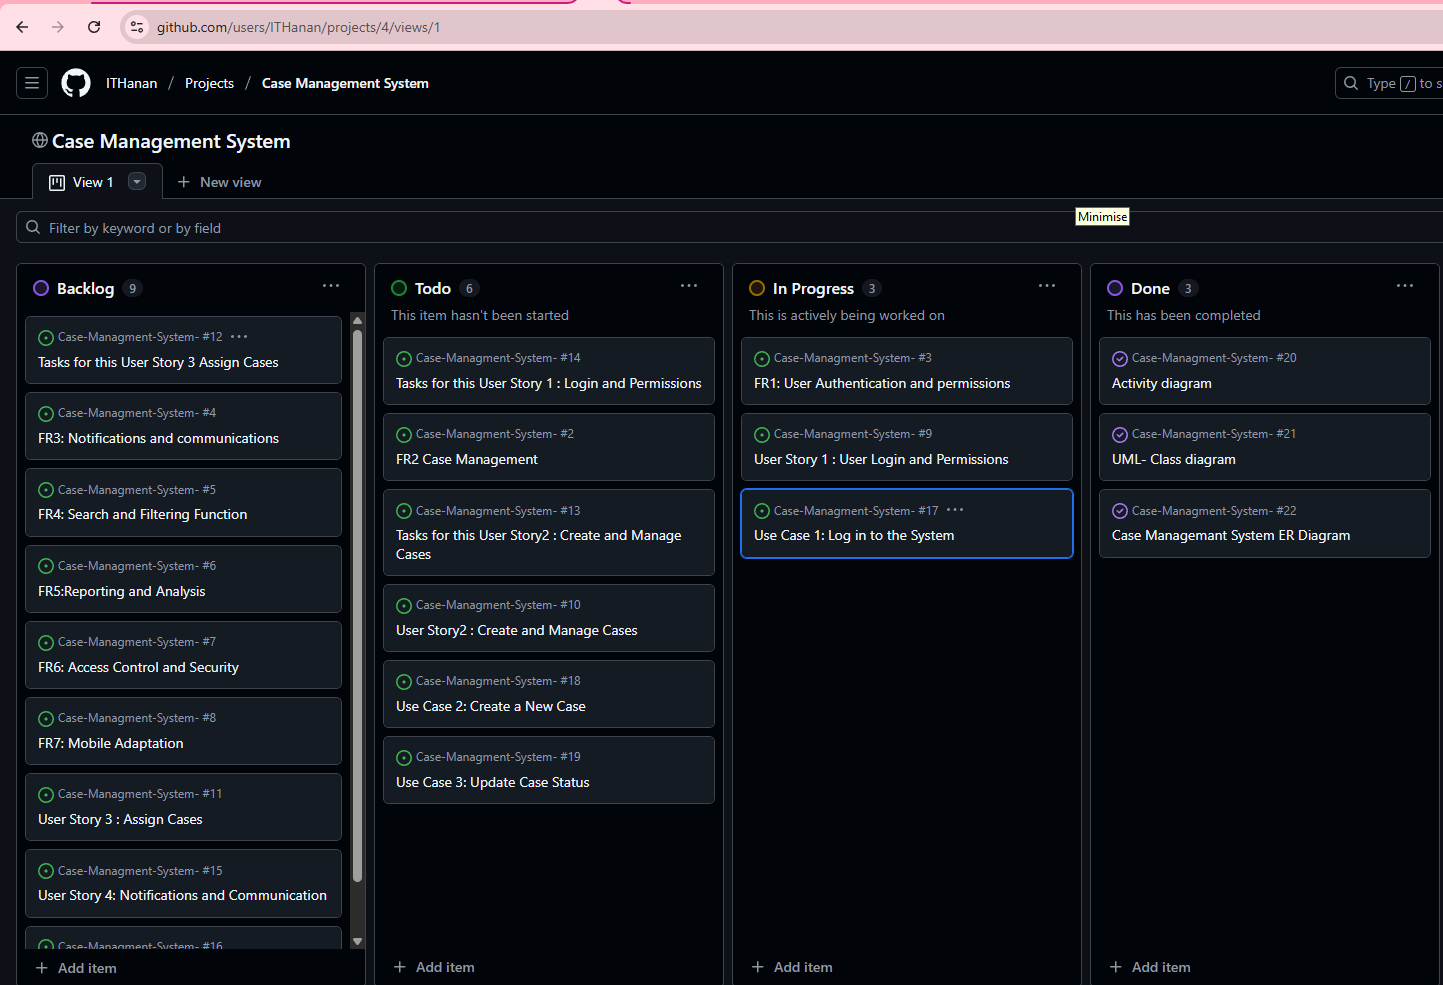 github.com/users/ITHanan/projects/4/views/1
ITHanan / Projects / Case Management System
Type / to s
Case Management System
View 1
New view
Minimise
Filter by keyword or by field
Backlog 9
Case-Managment-System- #12
Tasks for this User Story 3 Assign Cases
Case-Managment-System- #4
FR3: Notifications and communications
Case-Managment-System- #5
FR4: Search and Filtering Function
Case-Managment-System- #6
FR5:Reporting and Analysis
Case-Managment-System- #7
FR6: Access Control and Security
Case-Managment-System- #8
FR7: Mobile Adaptation
Case-Managment-System- #11
User Story 3 : Assign Cases
Case-Managment-System- #15
User Story 4: Notifications and Communication
Case-Managment-System- #16
Add item
Todo 6
This item hasn't been started
Case-Managment-System- #14
Tasks for this User Story 1 : Login and Permissions
Case-Managment-System- #2
FR2 Case Management
Case-Managment-System- #13
Tasks for this User Story2 : Create and Manage
Cases
Case-Managment-System- #10
User Story2 : Create and Manage Cases
Case-Managment-System- #18
Use Case 2: Create a New Case
Case-Managment-System- #19
Use Case 3: Update Case Status
Add item
In Progress 3
This is actively being worked on
Case-Managment-System- #3
FR1: User Authentication and permissions
Case-Managment-System- #9
User Story 1 : User Login and Permissions
Case-Managment-System- #17
Use Case 1: Log in to the System
Add item
Done 3
This has been completed
Case-Managment-System- #20
Activity diagram
Case-Managment-System- #21
UML- Class diagram
Case-Managment-System- #22
Case Managemant System ER Diagram
Add item